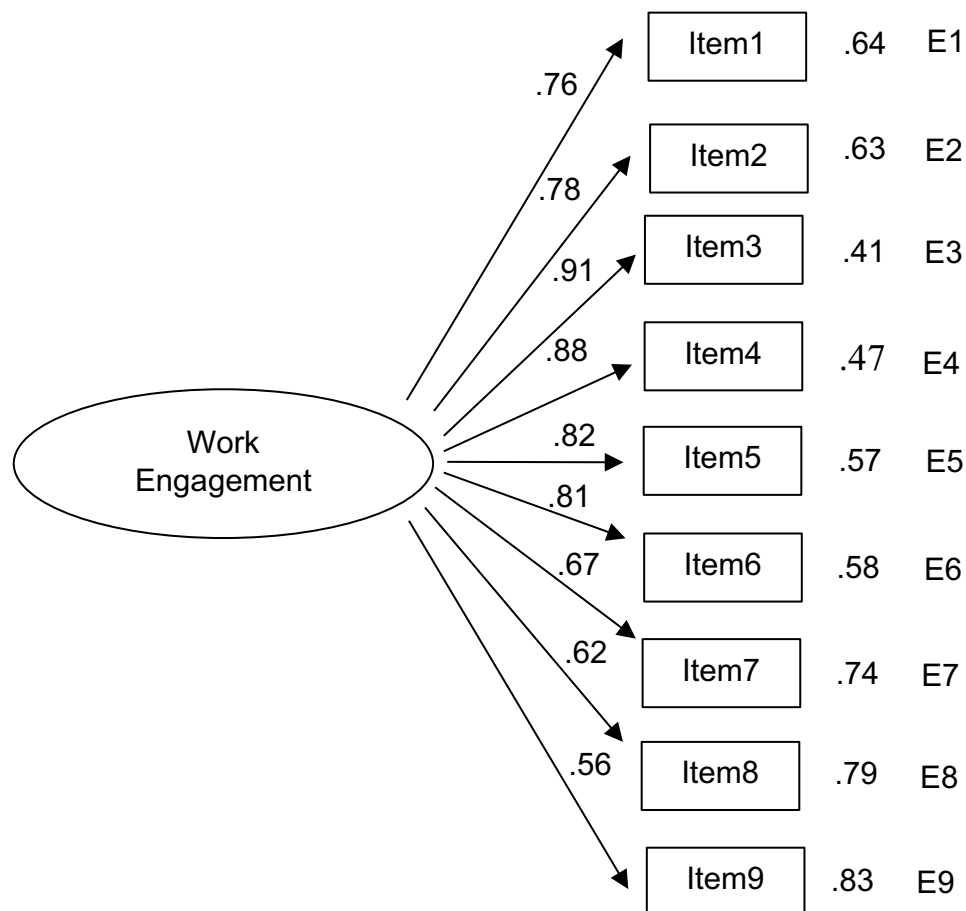 .76 Item1 .64 E1
.78 Item2 .63 E2
.91 Item3 .41 E3
.88 Item4 .47 E4
Work
Engagement
.82 Item5 .57 E5
.81 Item6 .58 E6
.67 Item7 .74 E7
.62 Item8 .79 E8
.56 Item9 .83 E9